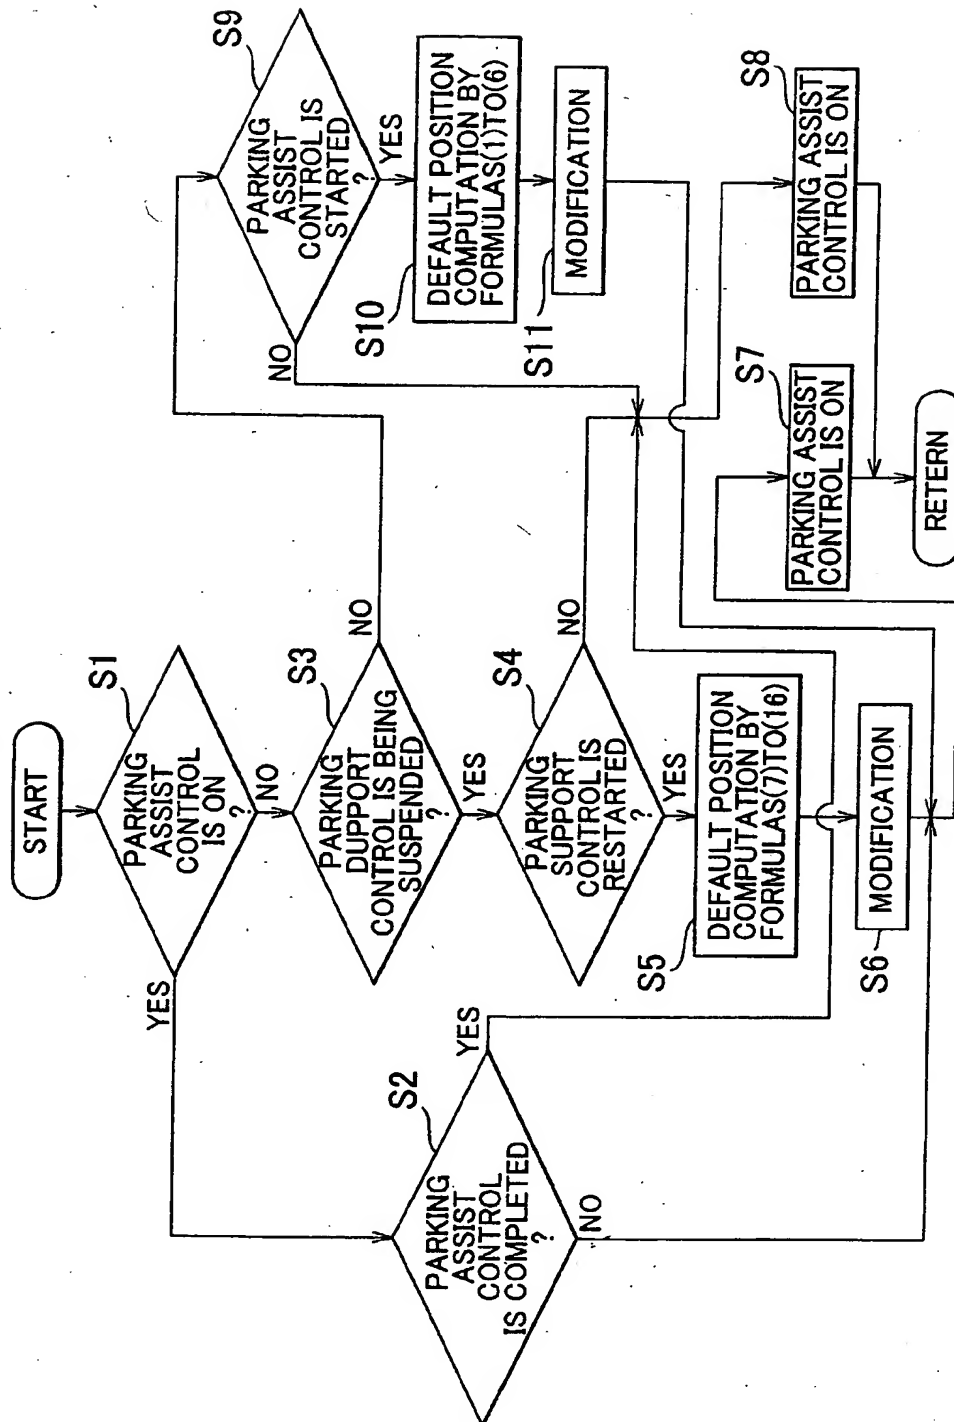 START
S1
PARKING
ASSIST
CONTROL
IS ON
?
YES
NO
S2
PARKING
ASSIST
CONTROL
IS COMPLETED
?
YES
NO
S3
PARKING
DUPPORT
CONTROL IS BEING
SUSPENDED
?
NO
YES
S4
PARKING
SUPPORT
CONTROL IS
RESTARTED
?
NO
YES
S5
DEFAULT POSITION
COMPUTATION BY
FORMULAS(7)TO(16)
S6
MODIFICATION
S9
PARKING
ASSIST
CONTROL IS
STARTED
?
NO
YES
S10
DEFAULT POSITION
COMPUTATION BY
FORMULAS(1)TO(6)
S11
MODIFICATION
S7
PARKING ASSIST
CONTROL IS ON
S8
PARKING ASSIST
CONTROL IS ON
RETERN